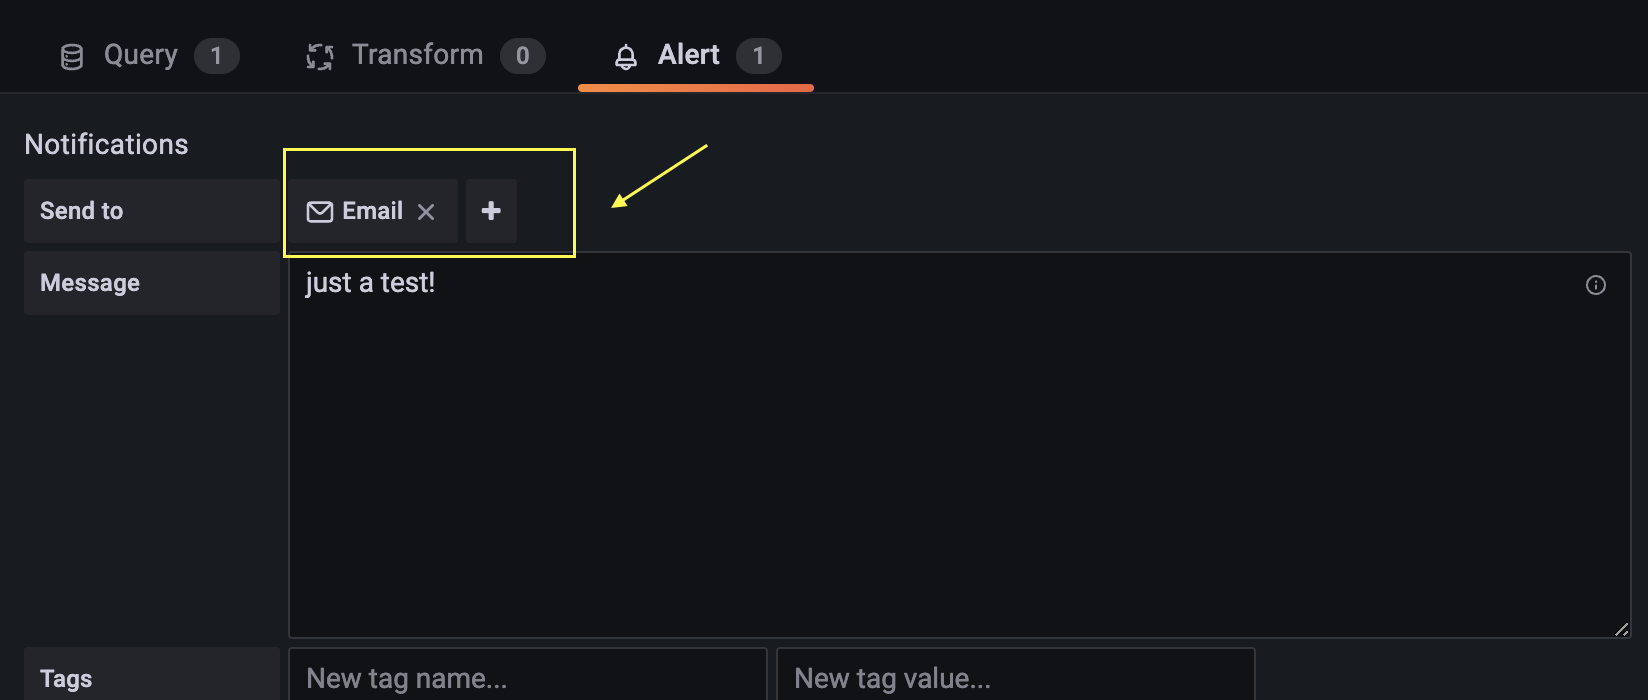 Query 1 Transform 0 Alert 1
Notifications
Send to Email
Message just a test!
Tags New tag name... New tag value...